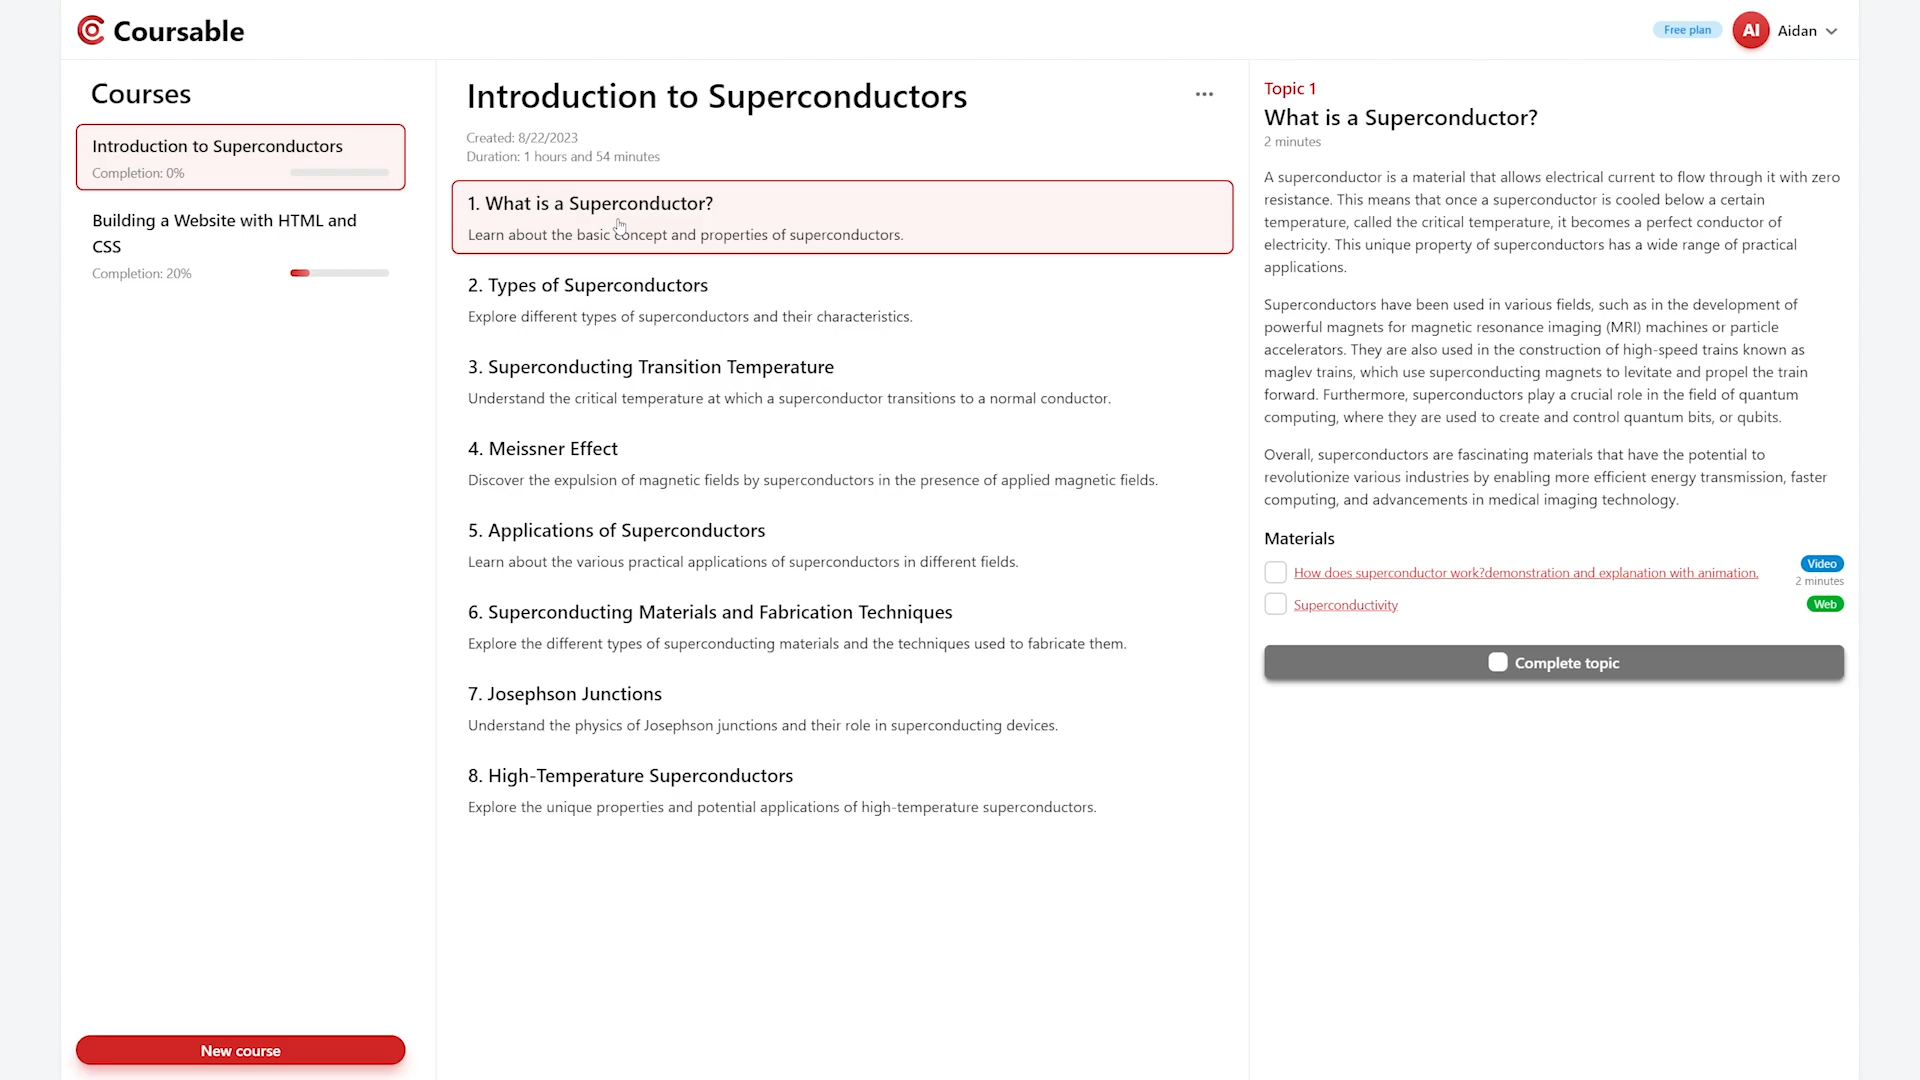 Coursable
Free plan
AI
Aidan
Courses
Introduction to Superconductors
Completion: 0%
Building a Website with HTML and
CSS
Completion: 20%
New course
Introduction to Superconductors
Created: 8/22/2023
Duration: 1 hours and 54 minutes
1. What is a Superconductor?
Learn about the basic concept and properties of superconductors.
2. Types of Superconductors
Explore different types of superconductors and their characteristics.
3. Superconducting Transition Temperature
Understand the critical temperature at which a superconductor transitions to a normal conductor.
4. Meissner Effect
Discover the expulsion of magnetic fields by superconductors in the presence of applied magnetic fields.
5. Applications of Superconductors
Learn about the various practical applications of superconductors in different fields.
6. Superconducting Materials and Fabrication Techniques
Explore the different types of superconducting materials and the techniques used to fabricate them.
7. Josephson Junctions
Understand the physics of Josephson junctions and their role in superconducting devices.
8. High-Temperature Superconductors
Explore the unique properties and potential applications of high-temperature superconductors.
Topic 1
What is a Superconductor?
2 minutes
A superconductor is a material that allows electrical current to flow through it with zero
resistance. This means that once a superconductor is cooled below a certain
temperature, called the critical temperature, it becomes a perfect conductor of
electricity. This unique property of superconductors has a wide range of practical
applications.
Superconductors have been used in various fields, such as in the development of
powerful magnets for magnetic resonance imaging (MRI) machines or particle
accelerators. They are also used in the construction of high-speed trains known as
maglev trains, which use superconducting magnets to levitate and propel the train
forward. Furthermore, superconductors play a crucial role in the field of quantum
computing, where they are used to create and control quantum bits, or qubits.
Overall, superconductors are fascinating materials that have the potential to
revolutionize various industries by enabling more efficient energy transmission, faster
computing, and advancements in medical imaging technology.
Materials
How does superconductor work?demonstration and explanation with animation.
Video
2 minutes
Superconductivity
Web
Complete topic